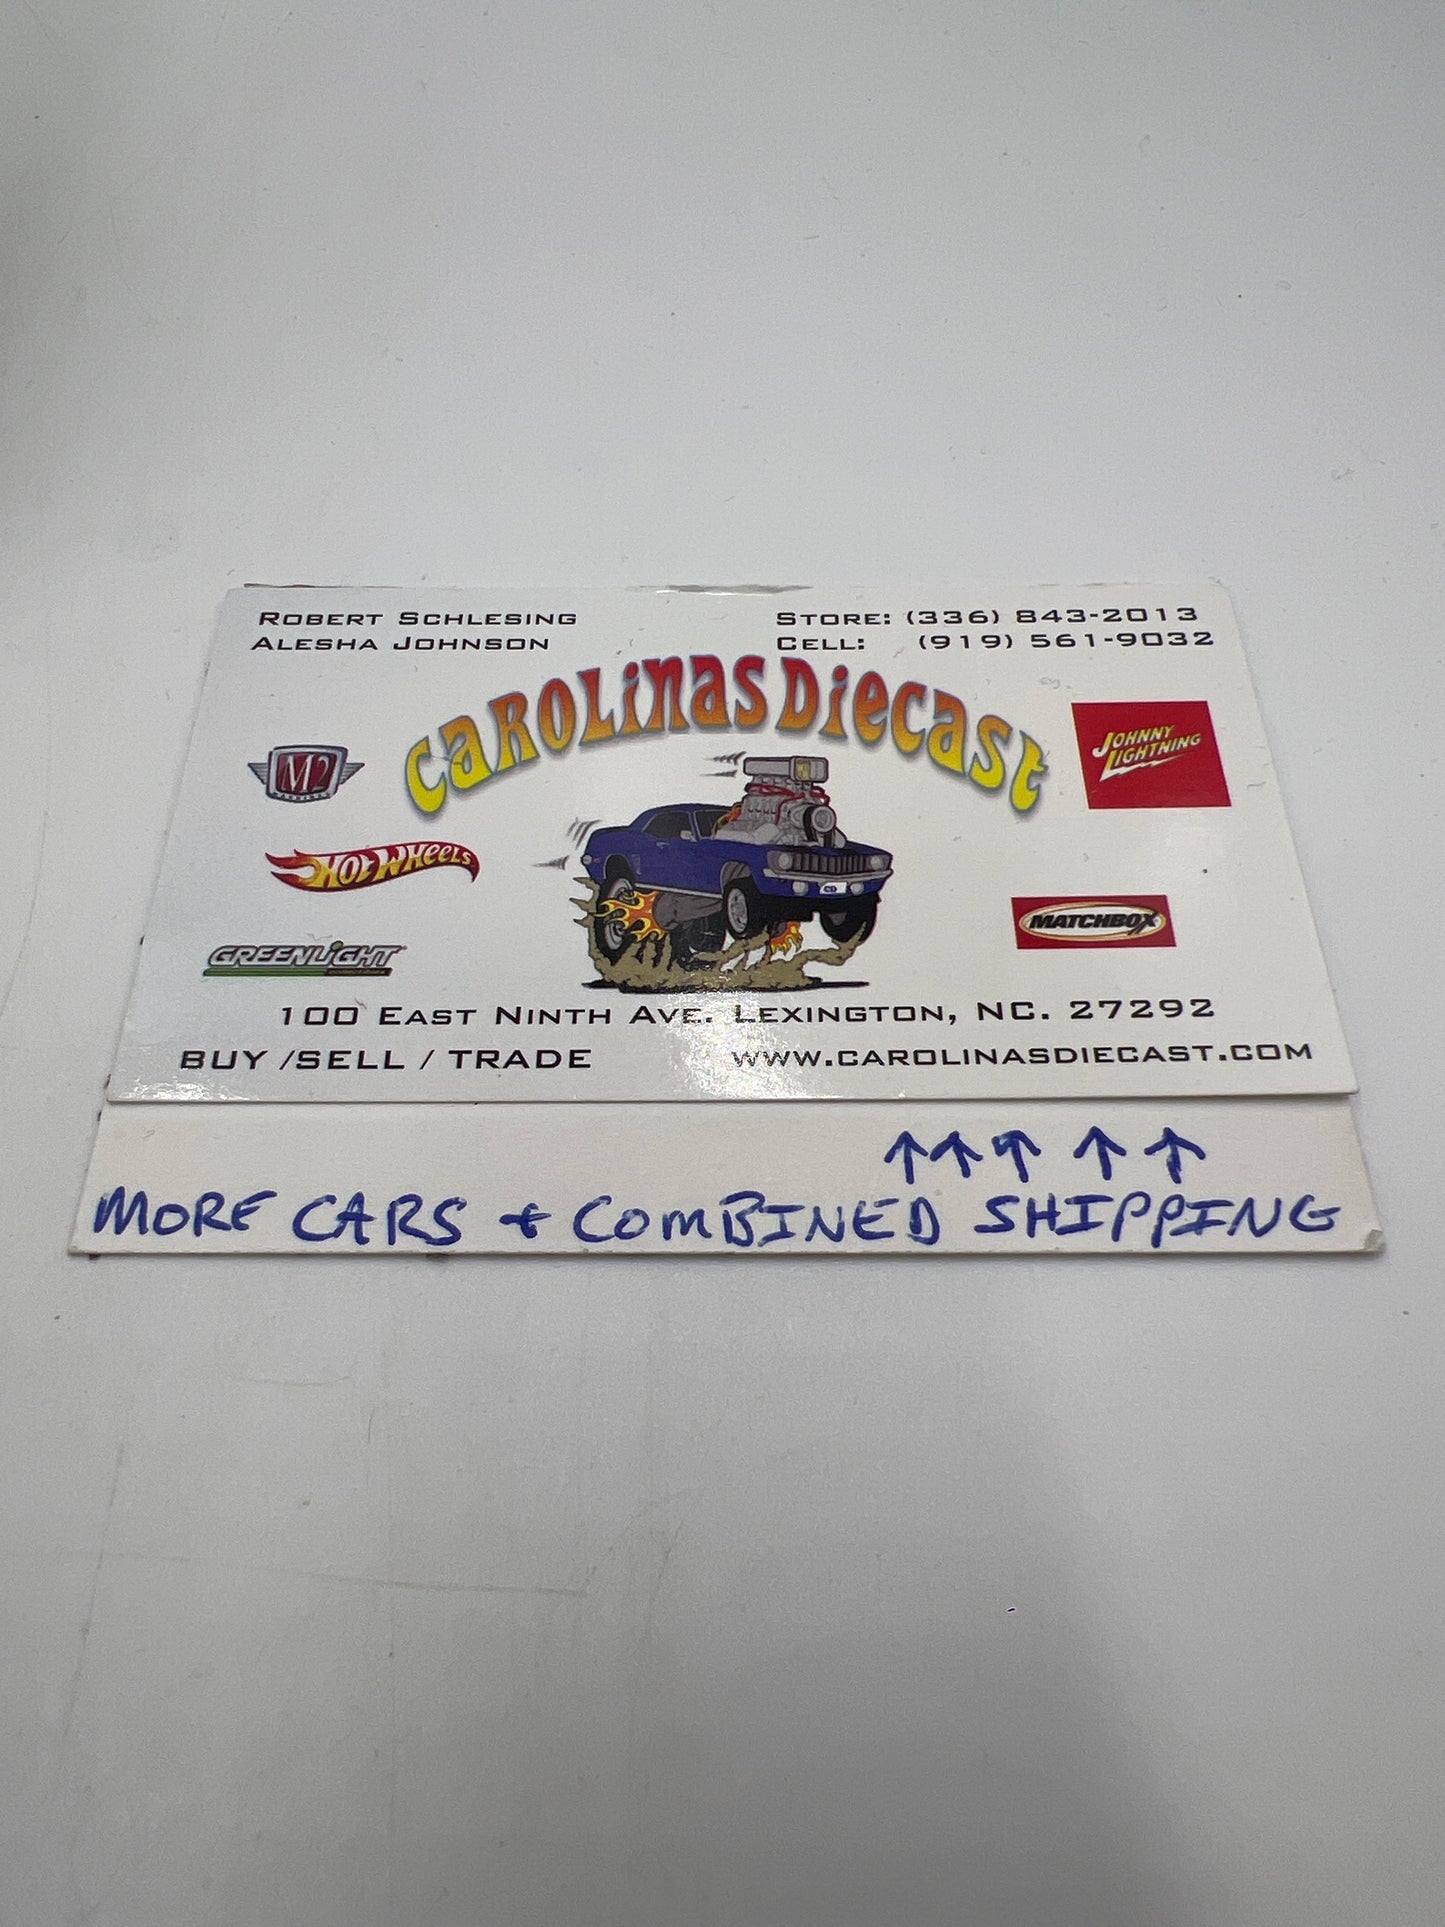 ROBERT SCHLESING
ALESHA JOHNSON
STORE: (336) 843-2013
CELL: (919) 561-9032
CAROLINAS DIECAST
M2
JOHNNY
LIGHTNING
HOT WHEELS
MATCHBOX
GREENLIGHT
CD
100 EAST NINTH AVE. LEXINGTON, NC. 27292
BUY /SELL / TRADE
WWW.CAROLINASDIECAST.COM
↑ ↑ ↑ ↑ ↑
MORE CARS & COMBINED SHIPPING